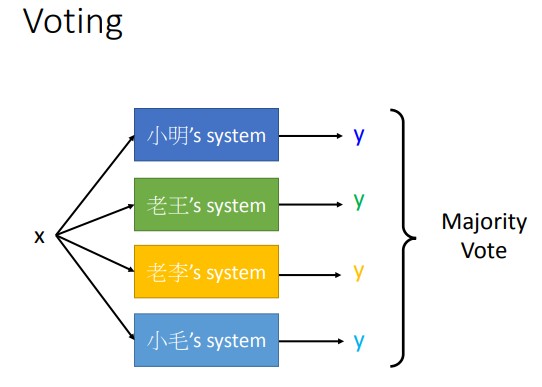 Voting
x
小明's system
y
老王's system
y
老李's system
y
小毛's system
y
Majority
Vote